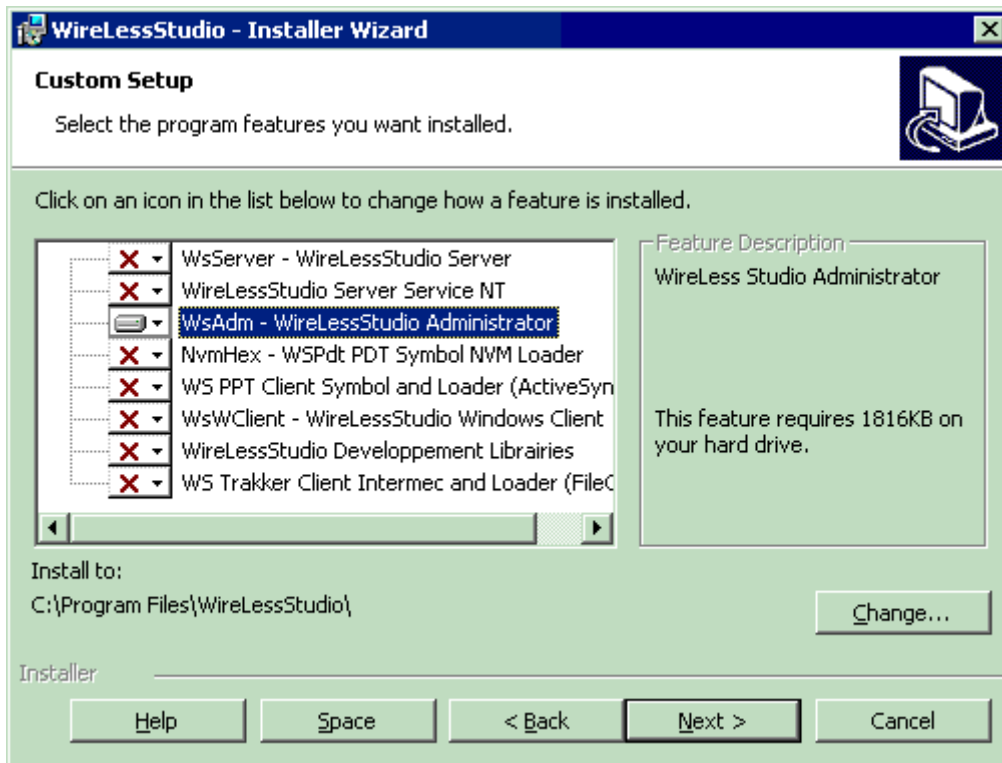 WireLessStudio - Installer Wizard
Custom Setup
Select the program features you want installed.
Click on an icon in the list below to change how a feature is installed.
WsServer - WireLessStudio Server
WireLessStudio Server Service NT
WsAdm - WireLessStudio Administrator
NvmHex - WSPdt PDT Symbol NVM Loader
WS PPT Client Symbol and Loader (ActiveSyn
WsWClient - WireLessStudio Windows Client
WireLessStudio Developpement Librairies
WS Trakker Client Intermec and Loader (FileC
Feature Description
WireLess Studio Administrator
This feature requires 1816KB on
your hard drive.
Install to:
C:\Program Files\WireLessStudio\
Change...
Installer
Help
Space
< Back
Next >
Cancel